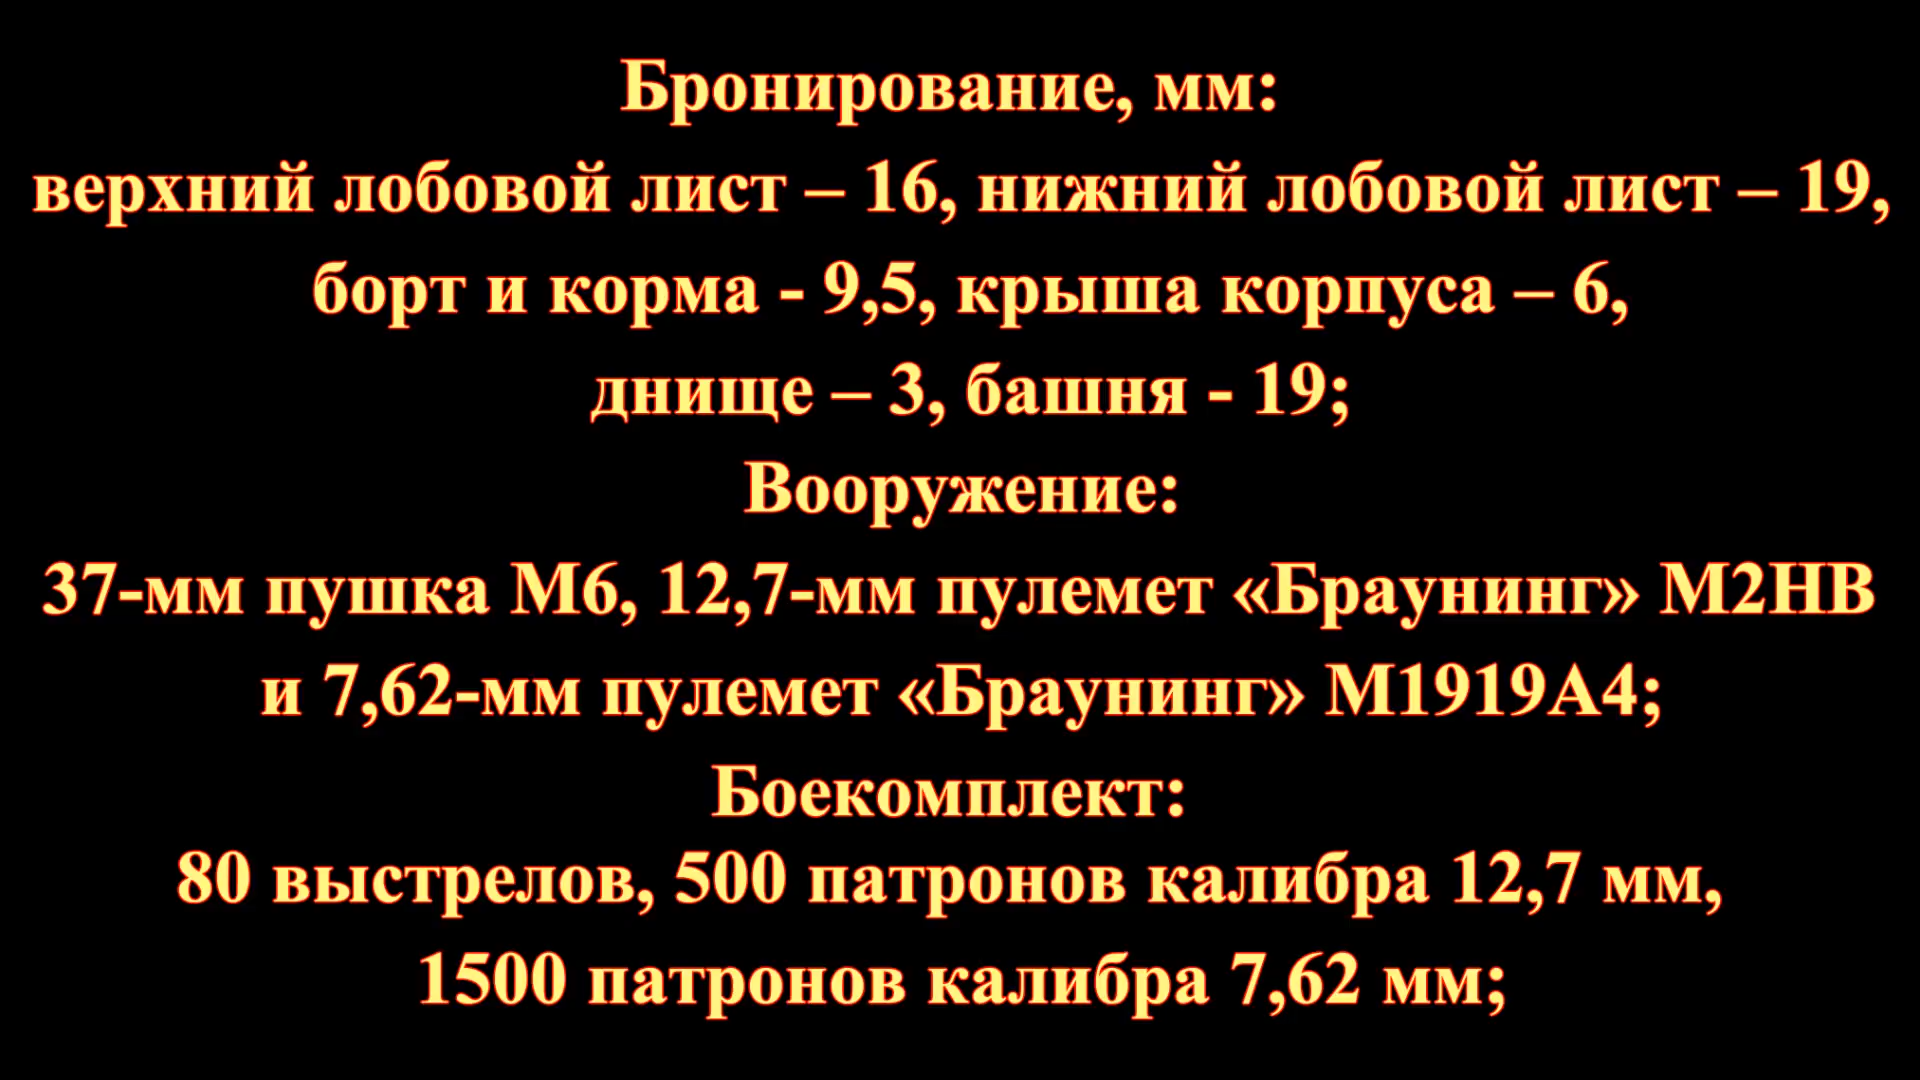 Бронирование, мм:
верхний лобовой лист – 16, нижний лобовой лист – 19,
борт и корма - 9,5, крыша корпуса – 6,
днище – 3, башня - 19;
Вооружение:
37-мм пушка М6, 12,7-мм пулемет «Браунинг» М2НВ
и 7,62-мм пулемет «Браунинг» М1919А4;
Боекомплект:
80 выстрелов, 500 патронов калибра 12,7 мм,
1500 патронов калибра 7,62 мм;